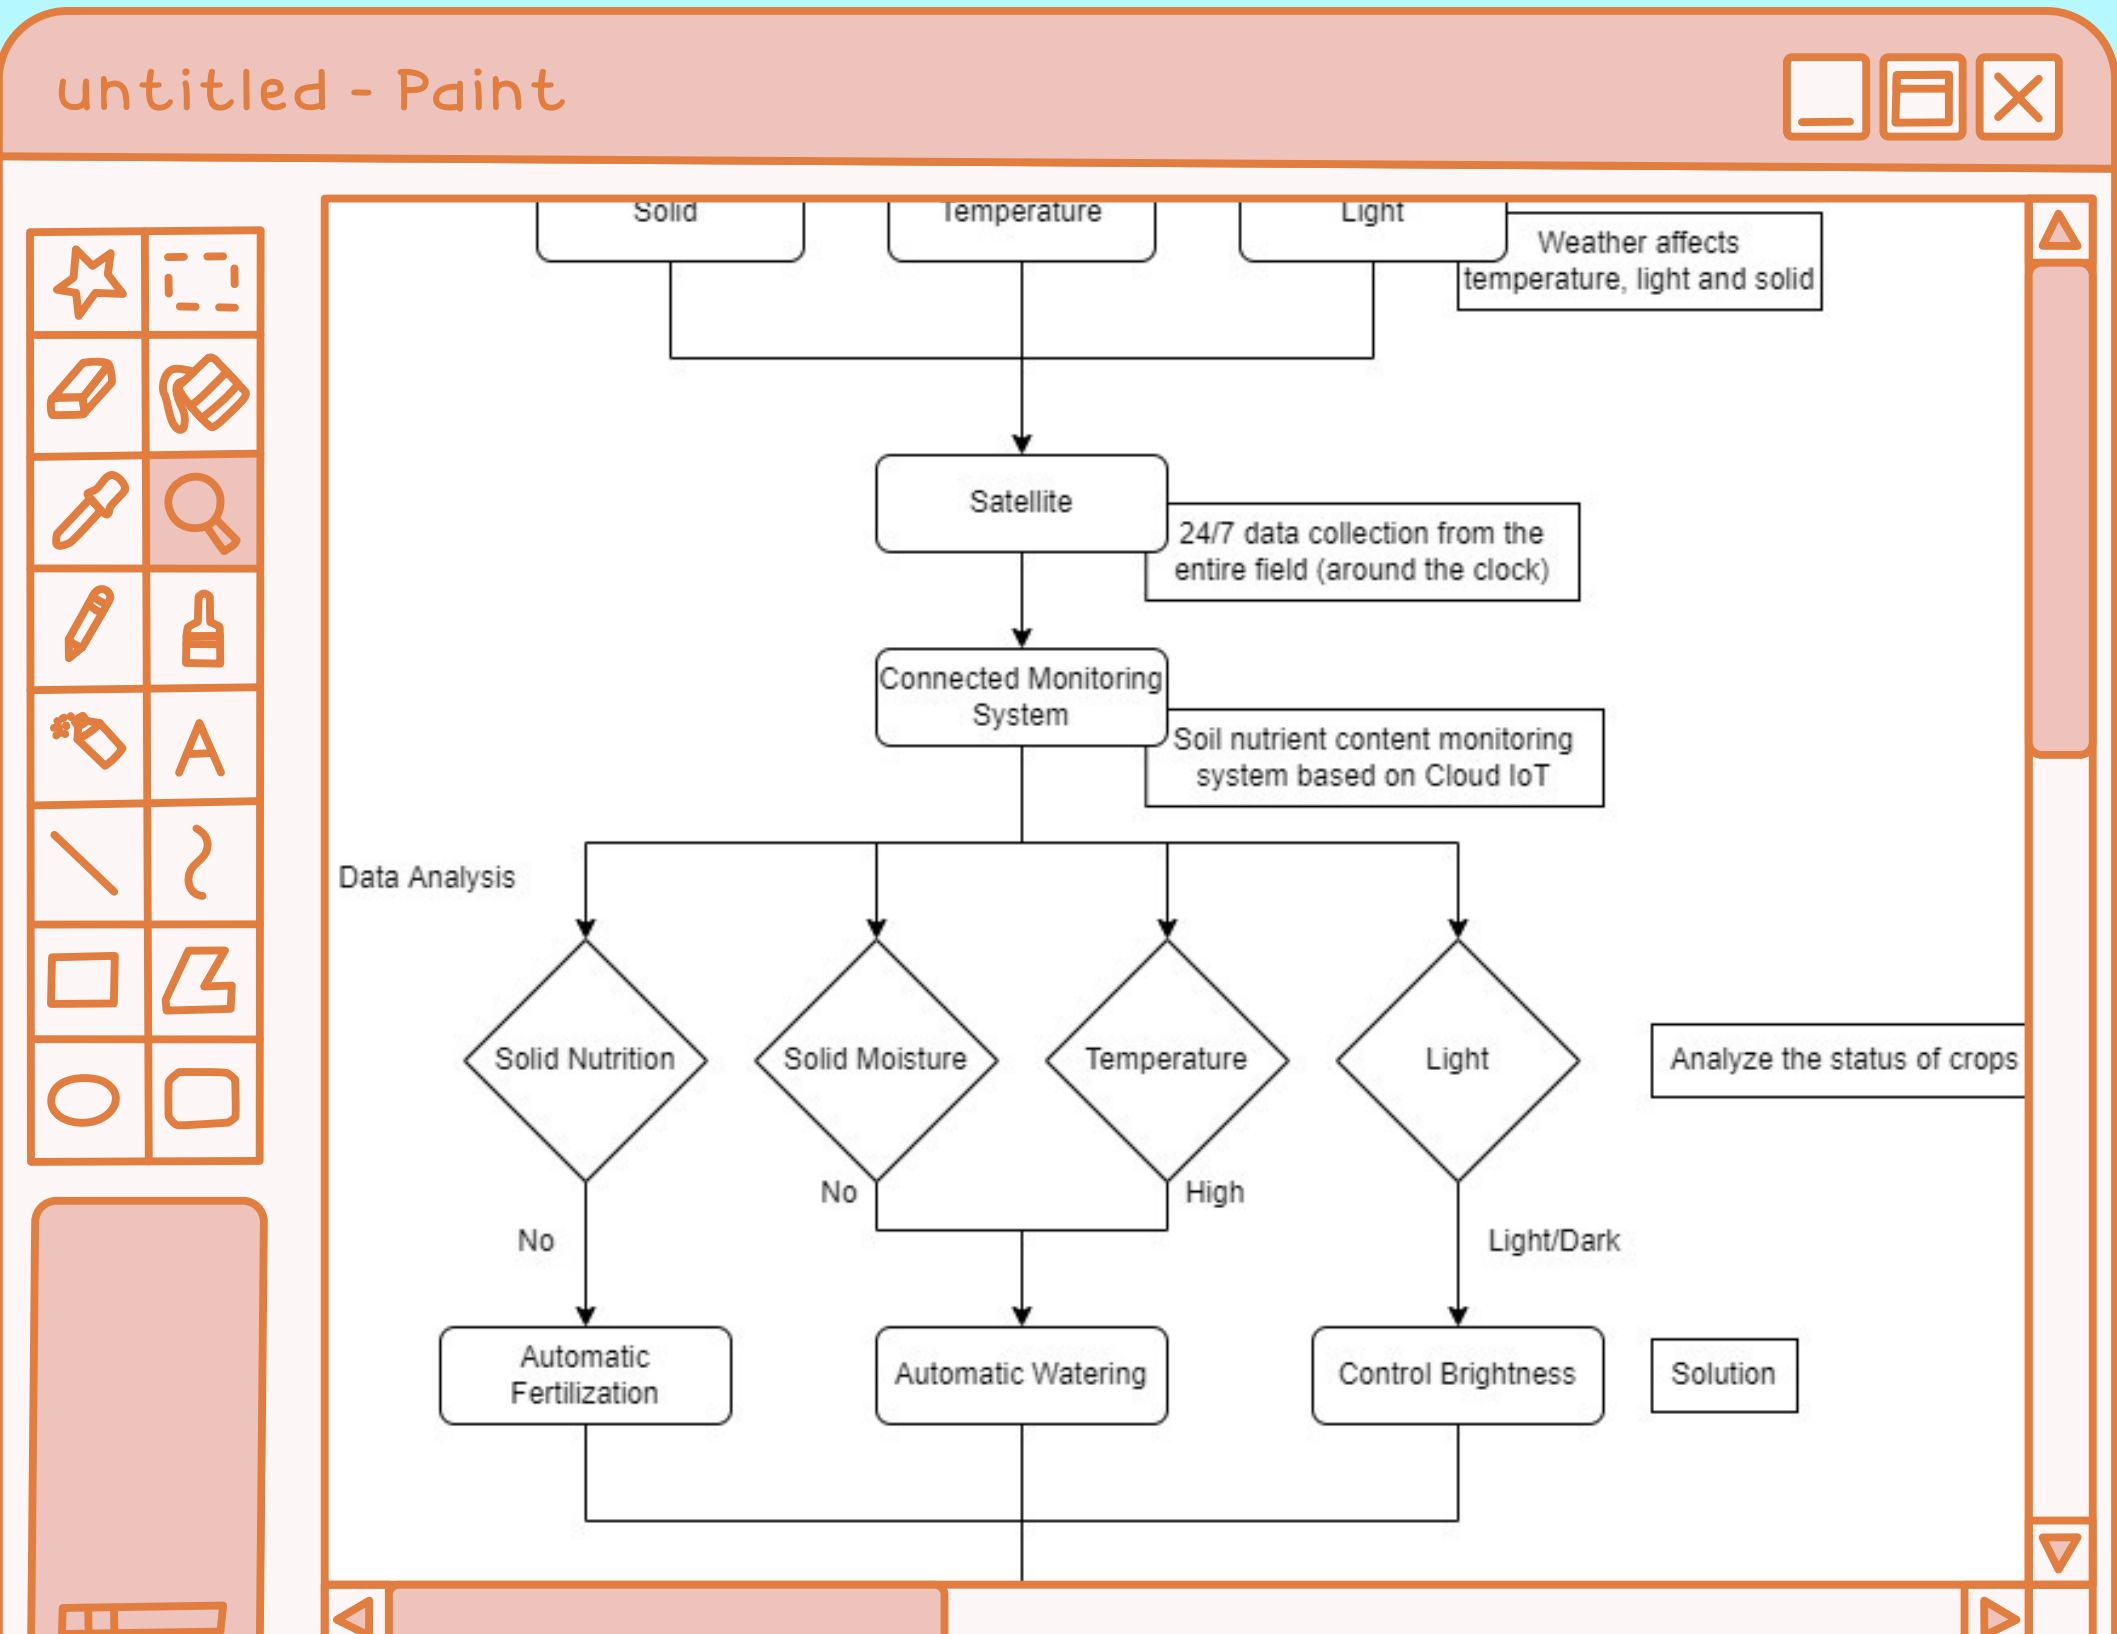 untitled - Paint
Solid
Temperature
Light
Weather affects
temperature, light and solid
Satellite
24/7 data collection from the
entire field (around the clock)
Connected Monitoring
System
Soil nutrient content monitoring
system based on Cloud IoT
Data Analysis
Solid Nutrition
Solid Moisture
Temperature
Light
Analyze the status of crops
No
High
No
Light/Dark
Automatic
Fertilization
Automatic Watering
Control Brightness
Solution
A